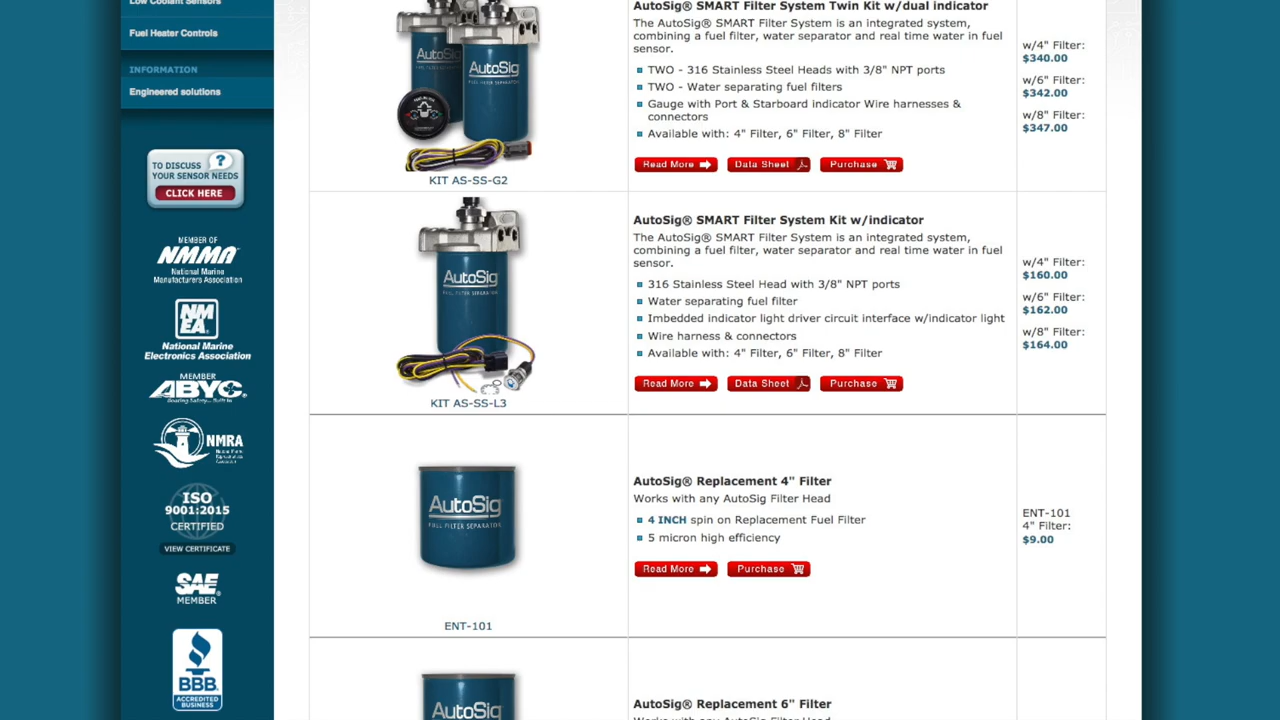 Low Coolant Sensors
Fuel Heater Controls
INFORMATION
Engineered solutions
TO DISCUSS
YOUR SENSOR NEEDS
?
CLICK HERE
MEMBER OF
NMMA
National Marine
Manufacturers Association
NM
EA
National Marine
Electronics Association
MEMBER
ABYC
NMRA
ISO
9001:2015
CERTIFIED
VIEW CERTIFICATE
SAE
MEMBER
BBB
ACCREDITED
BUSINESS
AutoSig
AutoSig
FUEL FILTER SEPARATOR
KIT AS-SS-G2
AutoSig® SMART Filter System Twin Kit w/dual indicator
The AutoSig® SMART Filter System is an integrated system,
combining a fuel filter, water separator and real time water in fuel
sensor.
TWO - 316 Stainless Steel Heads with 3/8" NPT ports
TWO - Water separating fuel filters
Gauge with Port & Starboard indicator Wire harnesses &
connectors
Available with: 4" Filter, 6" Filter, 8" Filter
Read More Data Sheet Purchase
w/4" Filter:
$340.00
w/6" Filter:
$342.00
w/8" Filter:
$347.00
AutoSig
FUEL FILTER SEPARATOR
KIT AS-SS-L3
AutoSig® SMART Filter System Kit w/indicator
The AutoSig® SMART Filter System is an integrated system,
combining a fuel filter, water separator and real time water in fuel
sensor.
316 Stainless Steel Head with 3/8" NPT ports
Water separating fuel filter
Imbedded indicator light driver circuit interface w/indicator light
Wire harness & connectors
Available with: 4" Filter, 6" Filter, 8" Filter
Read More Data Sheet Purchase
w/4" Filter:
$160.00
w/6" Filter:
$162.00
w/8" Filter:
$164.00
AutoSig
FUEL FILTER SEPARATOR
ENT-101
AutoSig® Replacement 4" Filter
Works with any AutoSig Filter Head
4 INCH spin on Replacement Fuel Filter
5 micron high efficiency
Read More Purchase
ENT-101
4" Filter:
$9.00
AutoSig
AutoSig® Replacement 6" Filter
Works with any AutoSig Filter Head